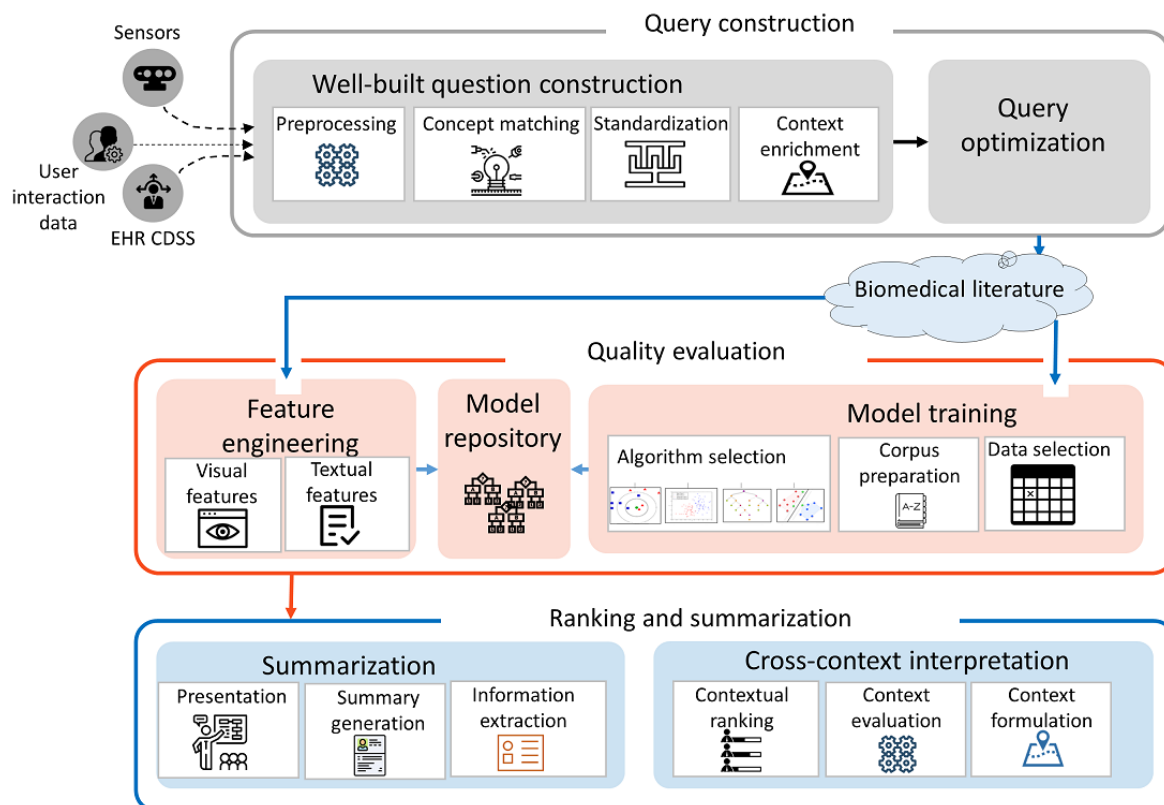 Sensors
User
interaction
data
EHR CDSS
Query construction
Well-built question construction
Preprocessing
Concept matching
Standardization
Context
enrichment
Query
optimization
Biomedical literature
Quality evaluation
Feature
engineering
Visual
features
Textual
features
Model
repository
Model training
Algorithm selection
Corpus
preparation
A-Z
Data selection
Ranking and summarization
Summarization
Presentation
Summary
generation
Information
extraction
Cross-context interpretation
Contextual
ranking
Context
evaluation
Context
formulation